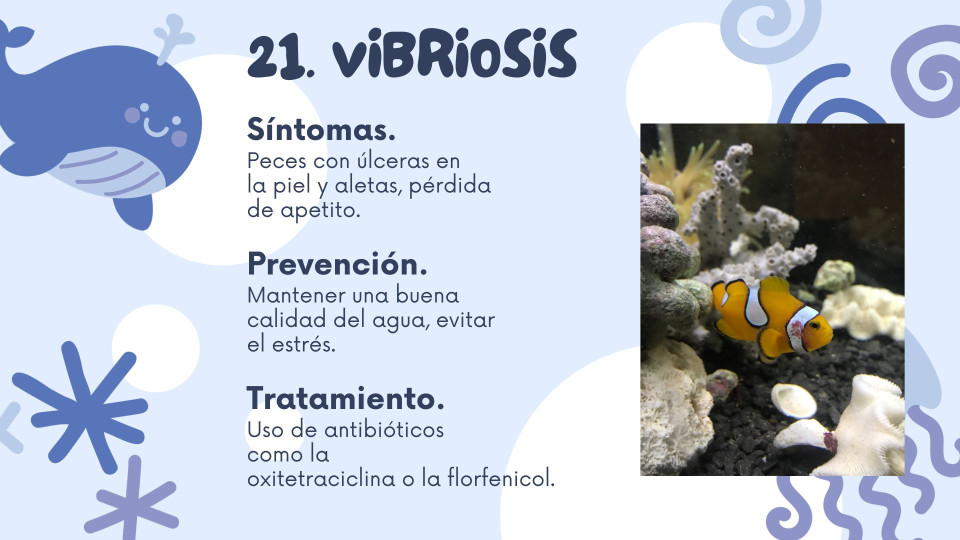 21. VIBRIOSIS
Síntomas.
Peces con úlceras en
la piel y aletas, pérdida
de apetito.
Prevención.
Mantener una buena
calidad del agua, evitar
el estrés.
Tratamiento.
Uso de antibióticos
como la
oxitetraciclina o la florfenicol.